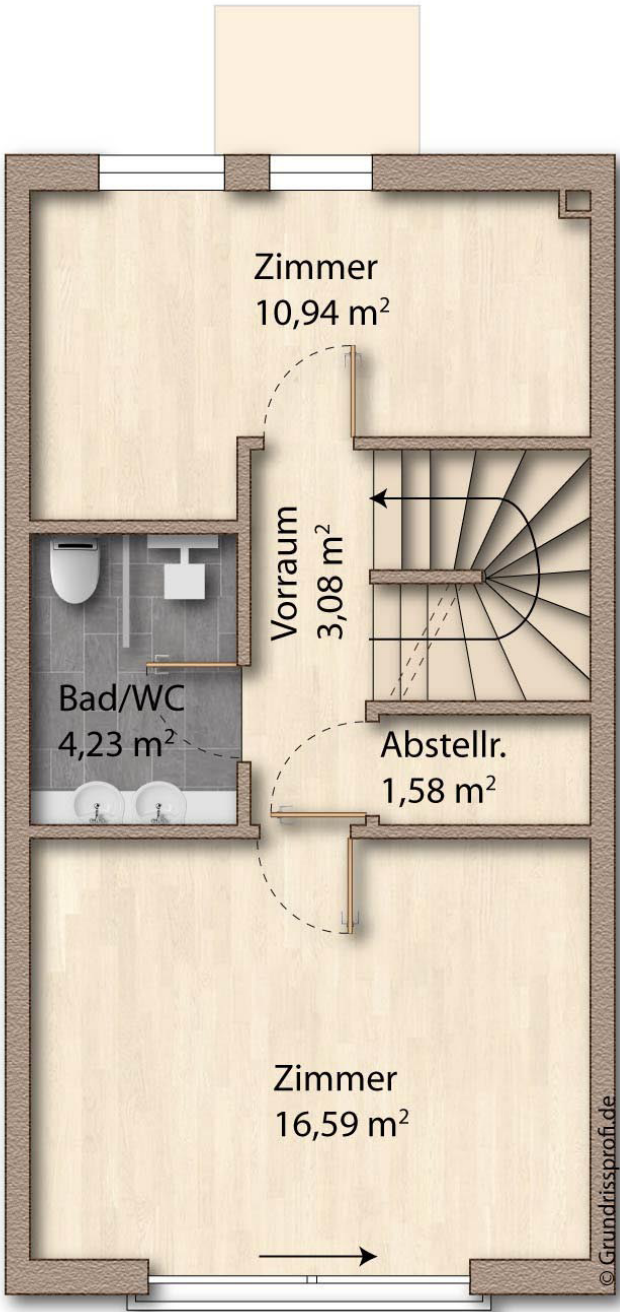 Zimmer
10,94 m²
Vorraum
3,08 m²
Bad/WC
4,23 m²
Abstellr.
1,58 m²
Zimmer
16,59 m²
© Grundrissprofi.de